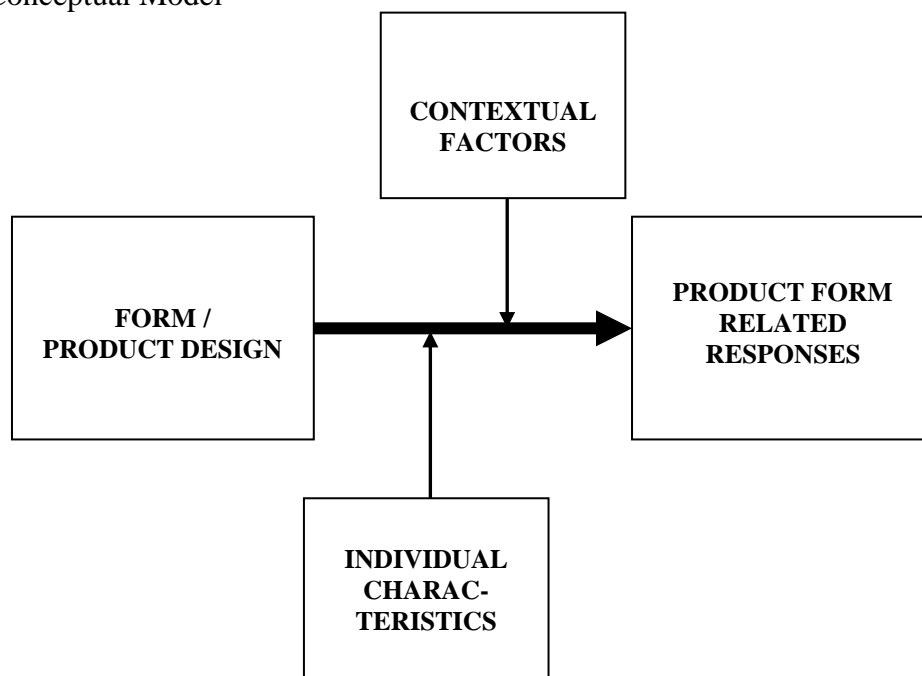 Conceptual Model
CONTEXTUAL
FACTORS
FORM /
PRODUCT DESIGN
PRODUCT FORM
RELATED
RESPONSES
INDIVIDUAL
CHARAC-
TERISTICS